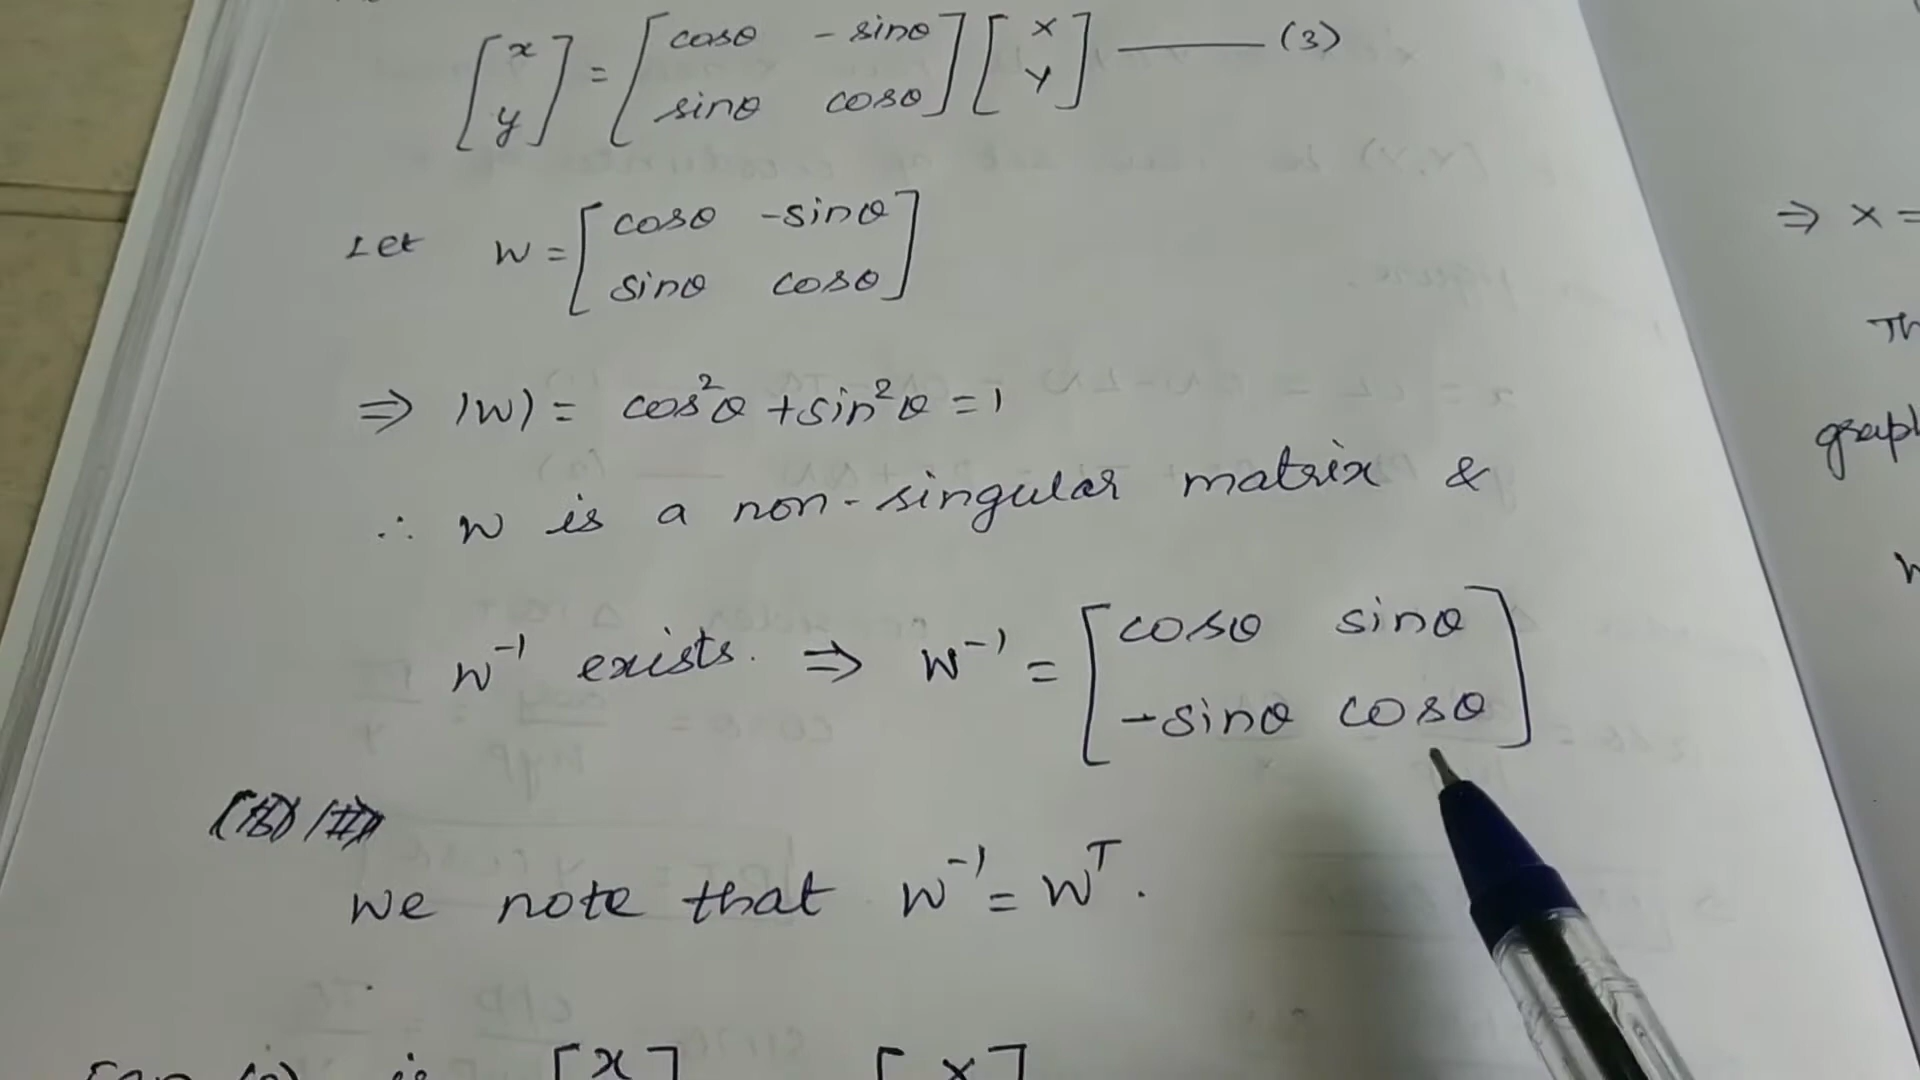 [x y] = [cosθ -sinθ sinθ cosθ] [X Y] ——— (3)
Let W = [cosθ -sinθ sinθ cosθ]
⇒ |W| = cos²θ + sin²θ = 1
∴ W is a non-singular matrix &
W⁻¹ exists. ⇒ W⁻¹ = [cosθ sinθ -sinθ cosθ]
we note that W⁻¹ = Wᵀ.
is [x] [X]
⇒ X =
Th
graph